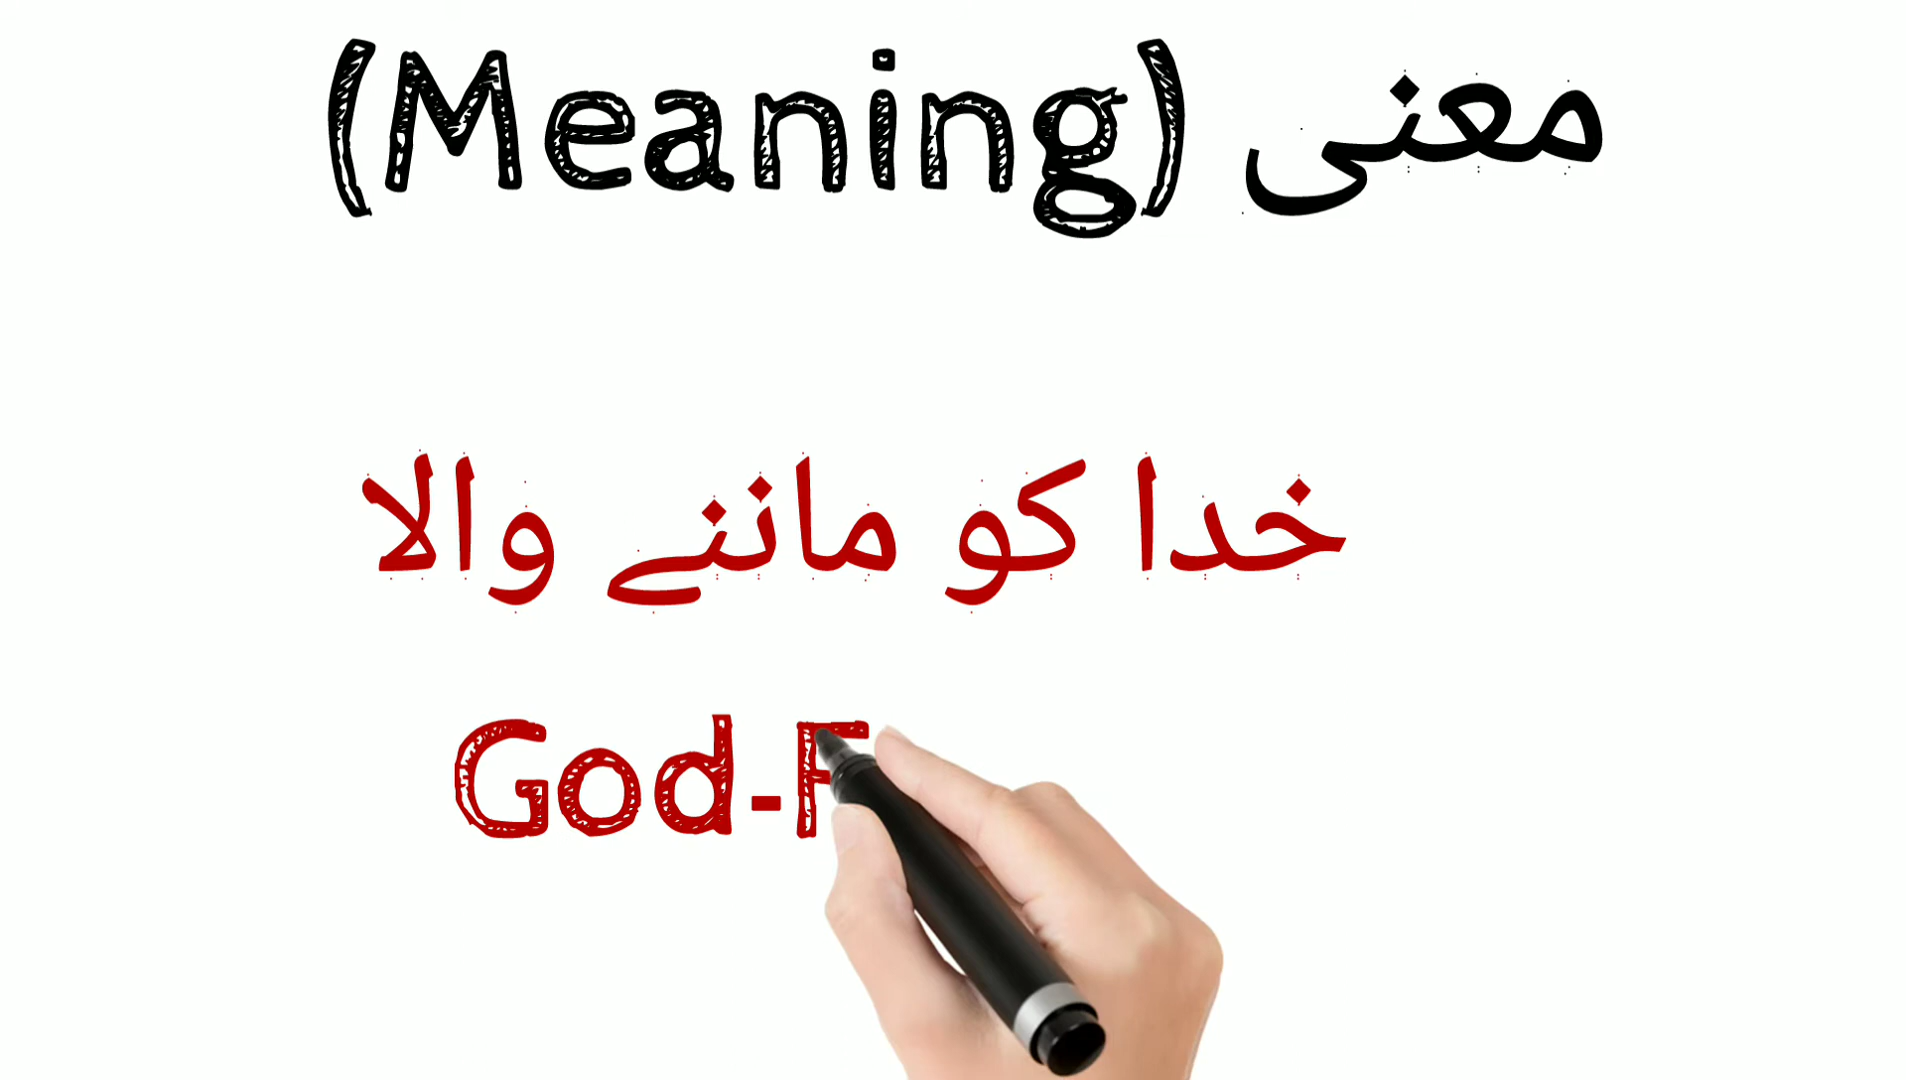 معنی (Meaning)
خدا کو ماننے والا
God-F